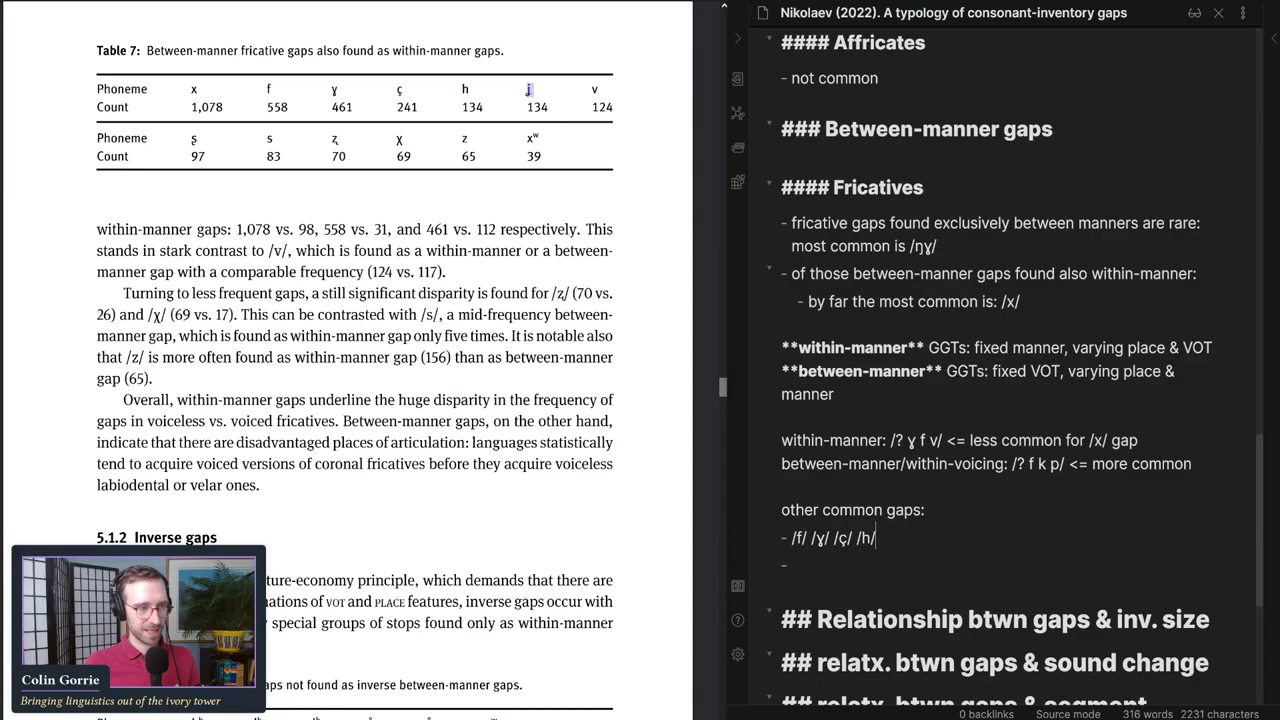 Table 7: Between-manner fricative gaps also found as within-manner gaps.
Phoneme x f ɣ ç h ʝ v
Count 1,078 558 461 241 134 134 124
Phoneme ʂ s ʐ χ z xʷ
Count 97 83 70 69 65 39
within-manner gaps: 1,078 vs. 98, 558 vs. 31, and 461 vs. 112 respectively. This
stands in stark contrast to /v/, which is found as a within-manner or a between-
manner gap with a comparable frequency (124 vs. 117).
Turning to less frequent gaps, a still significant disparity is found for /ʐ/ (70 vs.
26) and /χ/ (69 vs. 17). This can be contrasted with /s/, a mid-frequency between-
manner gap, which is found as within-manner gap only five times. It is notable also
that /z/ is more often found as within-manner gap (156) than as between-manner
gap (65).
Overall, within-manner gaps underline the huge disparity in the frequency of
gaps in voiceless vs. voiced fricatives. Between-manner gaps, on the other hand,
indicate that there are disadvantaged places of articulation: languages statistically
tend to acquire voiced versions of coronal fricatives before they acquire voiceless
labiodental or velar ones.
5.1.2 Inverse gaps
ture-economy principle, which demands that there are
nations of VOT and PLACE features, inverse gaps occur with
special groups of stops found only as within-manner
aps not found as inverse between-manner gaps.
Colin Gorrie
Bringing linguistics out of the ivory tower
Nikolaev (2022). A typology of consonant-inventory gaps
#### Affricates
- not common
### Between-manner gaps
#### Fricatives
- fricative gaps found exclusively between manners are rare:
most common is /ŋɣ/
- of those between-manner gaps found also within-manner:
- by far the most common is: /x/
**within-manner** GGTs: fixed manner, varying place & VOT
**between-manner** GGTs: fixed VOT, varying place &
manner
within-manner: /? ɣ f v/ <= less common for /x/ gap
between-manner/within-voicing: /? f k p/ <= more common
other common gaps:
- /f/ /ɣ/ /ç/ /h/
-
## Relationship btwn gaps & inv. size
## relatx. btwn gaps & sound change
## relatx. btwn gaps & segment
0 backlinks Source mode 316 words 2231 characters